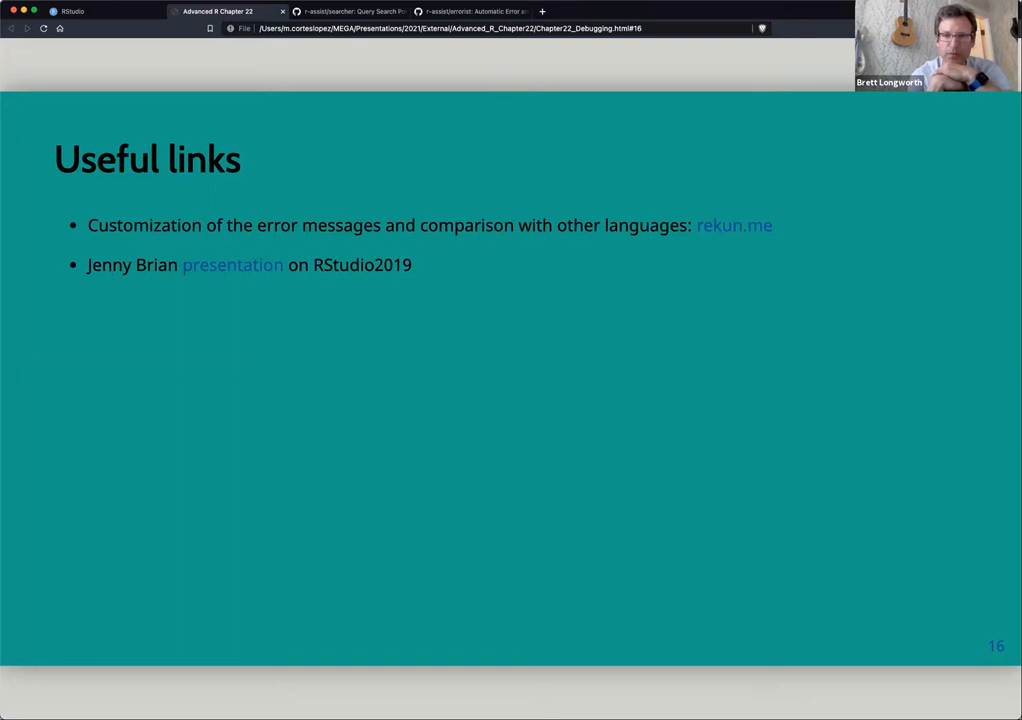 RStudio
Advanced R Chapter 22
r-assist/searcher: Query Search Po
r-assist/errorist: Automatic Error a
File
/Users/m.corteslopez/MEGA/Presentations/2021/External/Advanced_R_Chapter22/Chapter22_Debugging.html#16
Brett Longworth
Useful links
Customization of the error messages and comparison with other languages: rekun.me
Jenny Brian presentation on RStudio2019
16